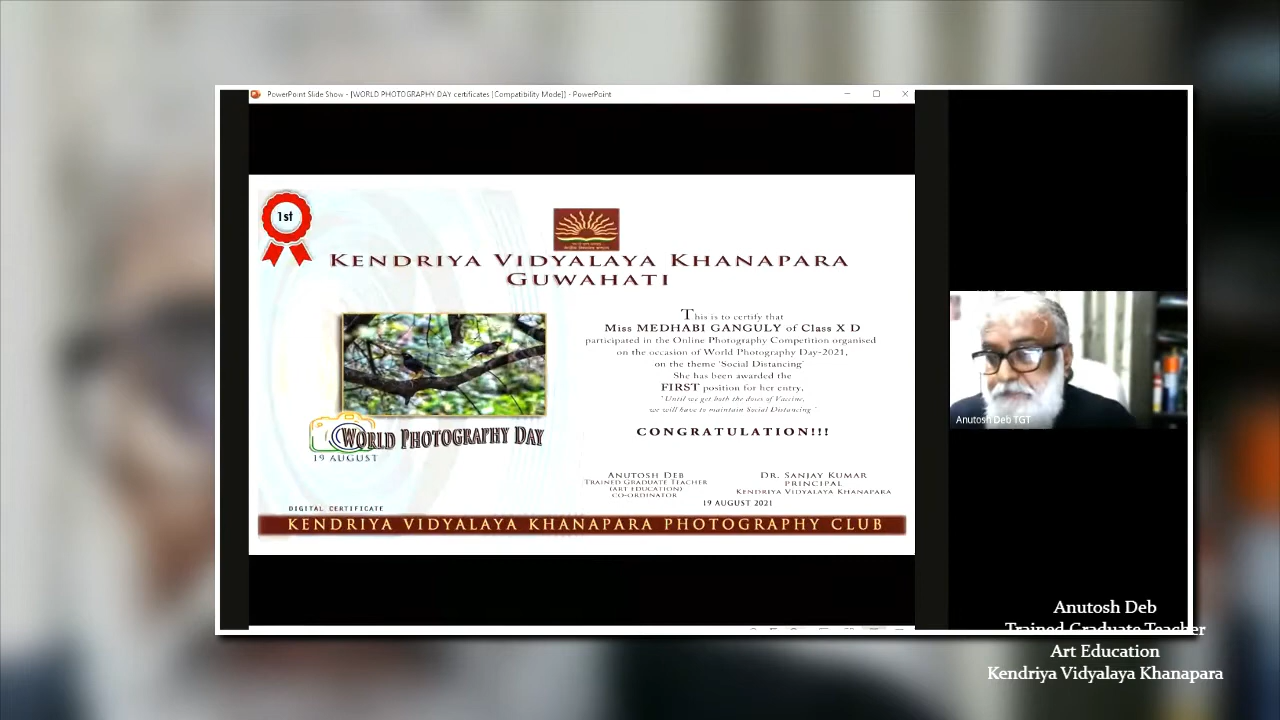 PowerPoint Slide Show - [WORLD PHOTOGRAPHY DAY certificates [Compatibility Mode]] - PowerPoint
1st
KENDRIYA VIDYALAYA KHANAPARA
GUWAHATI
This is to certify that
Miss MEDHABI GANGULY of Class X D
participated in the Online Photography Competition organised
on the occasion of World Photography Day-2021,
on the theme 'Social Distancing'
She has been awarded the
FIRST position for her entry.
"Until we get both the doses of Vaccine,
we will have to maintain Social Distancing "
CONGRATULATION!!!
WORLD PHOTOGRAPHY DAY
19 AUGUST
ANUTOSH DEB
TRAINED GRADUATE TEACHER
(ART EDUCATION)
CO-ORDINATOR
DR. SANJAY KUMAR
PRINCIPAL
KENDRIYA VIDYALAYA KHANAPARA
19 AUGUST 2021
DIGITAL CERTIFICATE
KENDRIYA VIDYALAYA KHANAPARA PHOTOGRAPHY CLUB
Anutosh Deb TGT
Anutosh Deb
Trained Graduate Teacher
Art Education
Kendriya Vidyalaya Khanapara